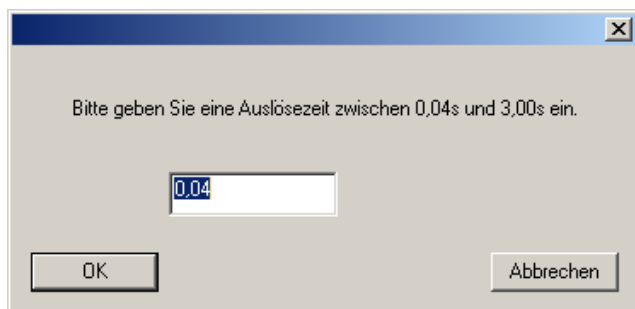 Bitte geben Sie eine Auslösezeit zwischen 0,04s und 3,00s ein.
0,04
OK
Abbrechen